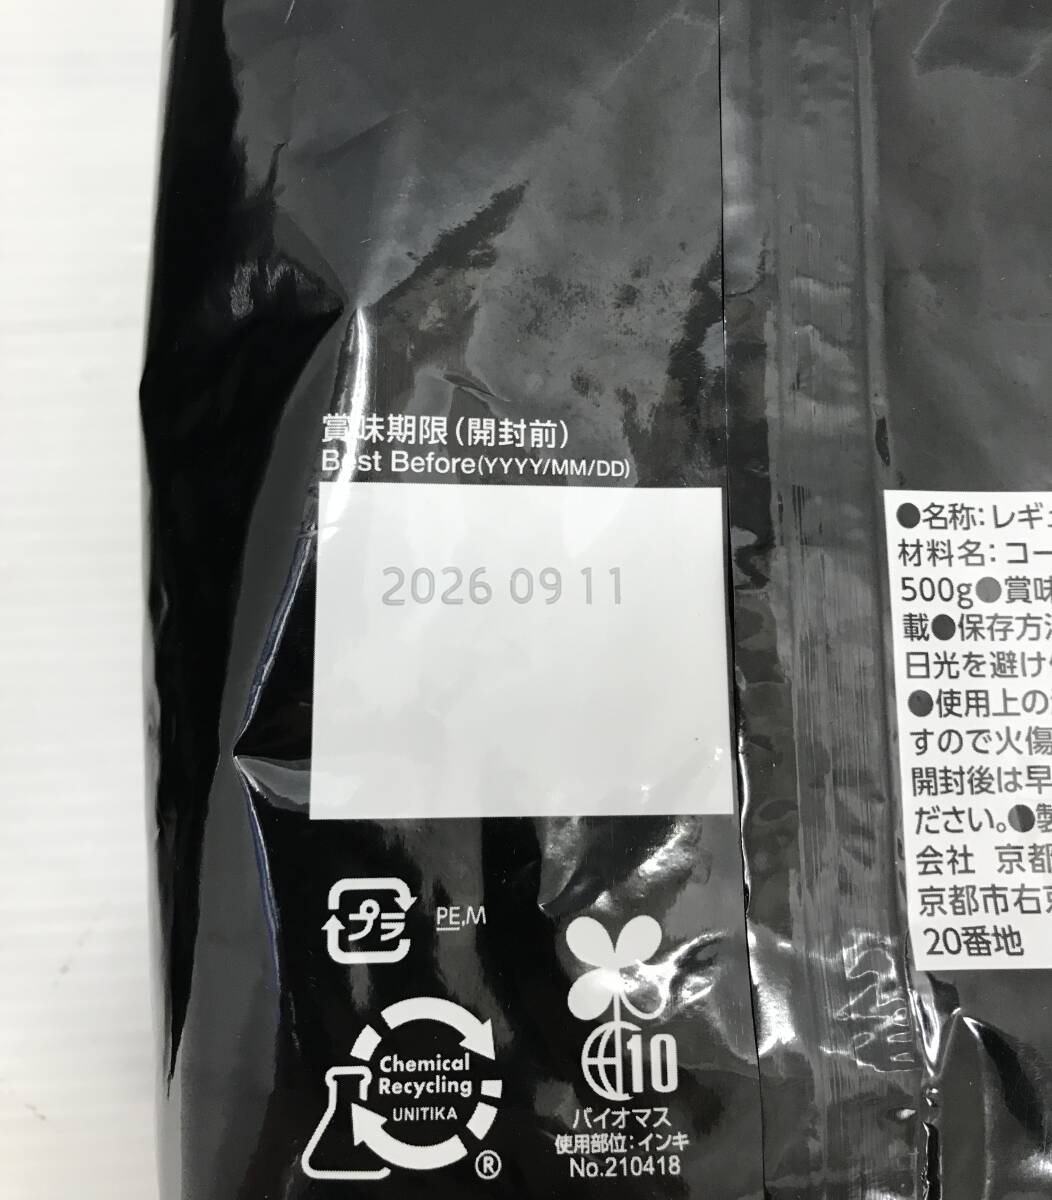 賞味期限(開封前)
Best Before(YYYY/MM/DD)
2026 09 11
●名称:レギュ
材料名:コー
500g●賞味
載●保存方法
日光を避け
●使用上の
すので火傷
開封後は早
ださい。●製
会社 京都
京都市右京
20番地
プラ
PE,M
Chemical
Recycling
UNITIKA
®
10
バイオマス
使用部位:インキ
No.210418